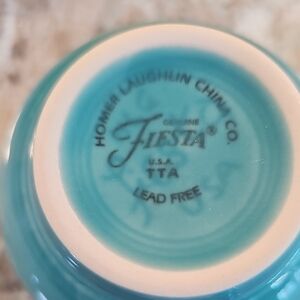 HOMER LAUGHLIN CHINA CO.
GENUINE
FIESTA®
U.S.A.
TTA
LEAD FREE